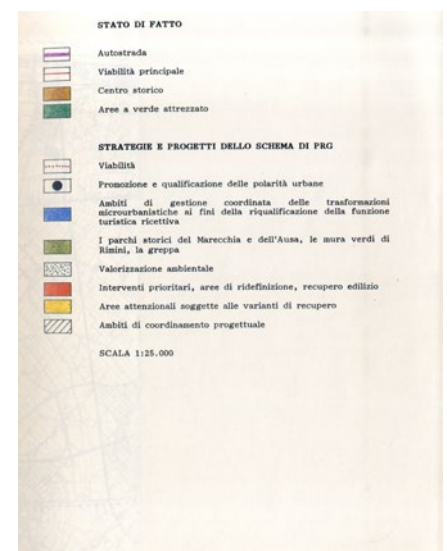 STATO DI FATTO
Autostrada
Viabilità principale
Centro storico
Aree a verde attrezzato
STRATEGIE E PROGETTI DELLO SCHEMA DI PRG
Viabilità
Promozione e qualificazione delle polarità urbane
Ambiti di gestione coordinata delle trasformazioni
microurbanistiche ai fini della riqualificazione della funzione
turistica ricettiva
I parchi storici del Marecchia e dell'Ausa, le mura verdi di
Rimini, la greppa
Valorizzazione ambientale
Interventi prioritari, aree di ridefinizione, recupero edilizio
Aree attenzionali soggette alle varianti di recupero
Ambiti di coordinamento progettuale
SCALA 1:25.000